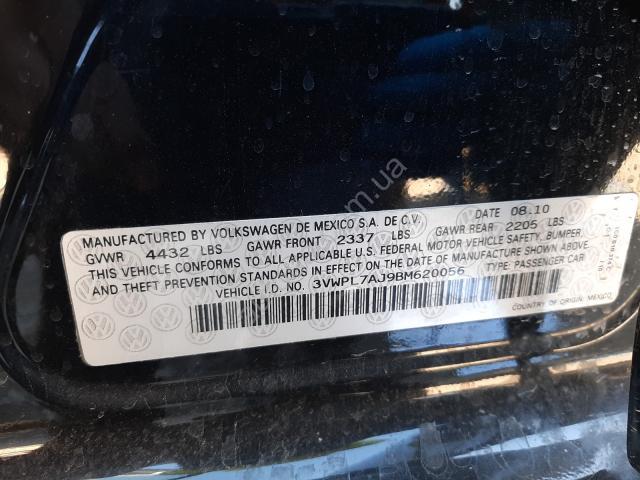 MANUFACTURED BY VOLKSWAGEN DE MEXICO S.A. DE C.V. DATE 08.10
GVWR 4432 LBS GAWR FRONT 2337 LBS GAWR REAR 2205 LBS
THIS VEHICLE CONFORMS TO ALL APPLICABLE U.S. FEDERAL MOTOR VEHICLE SAFETY, BUMPER,
AND THEFT PREVENTION STANDARDS IN EFFECT ON THE DATE OF MANUFACTURE SHOWN ABOVE.
VEHICLE I.D. NO. 3VWPL7AJ9BM620056 TYPE: PASSENGER CAR
COUNTRY OF ORIGIN: MEXICO